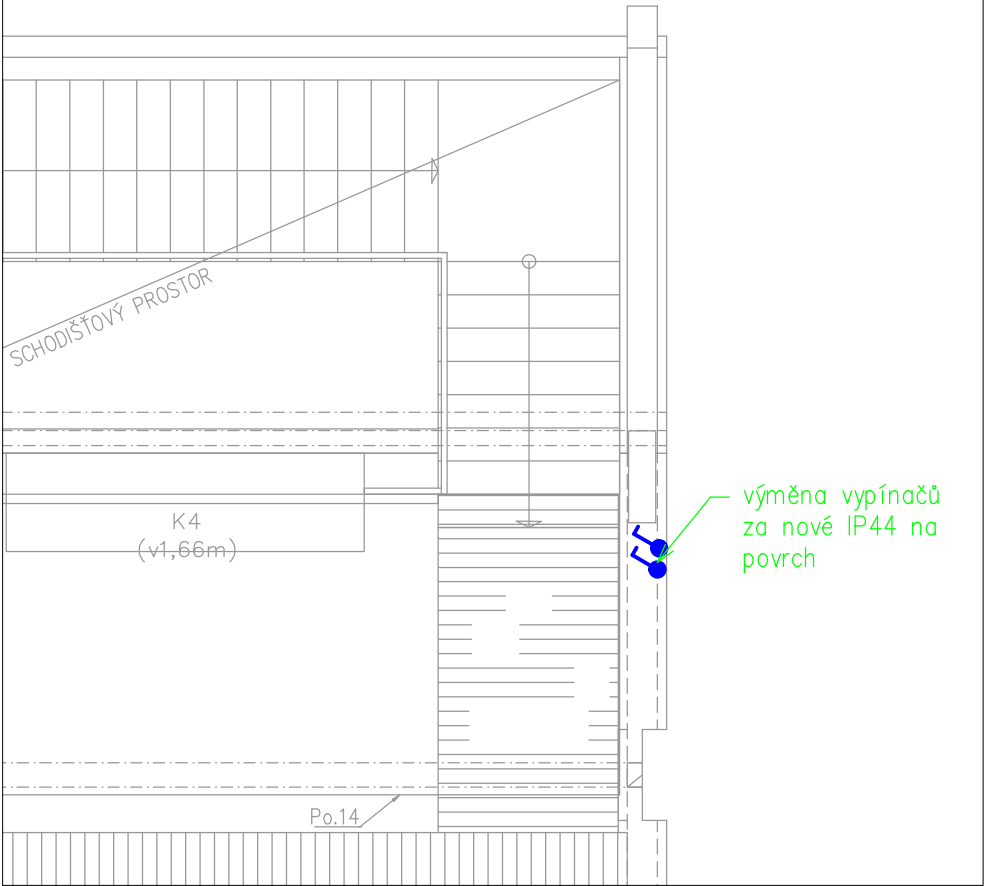 SCHODIŠŤOVÝ PROSTOR
K4
(v1,66m)
výměna vypínačů
za nové IP44 na
povrch
Po.14